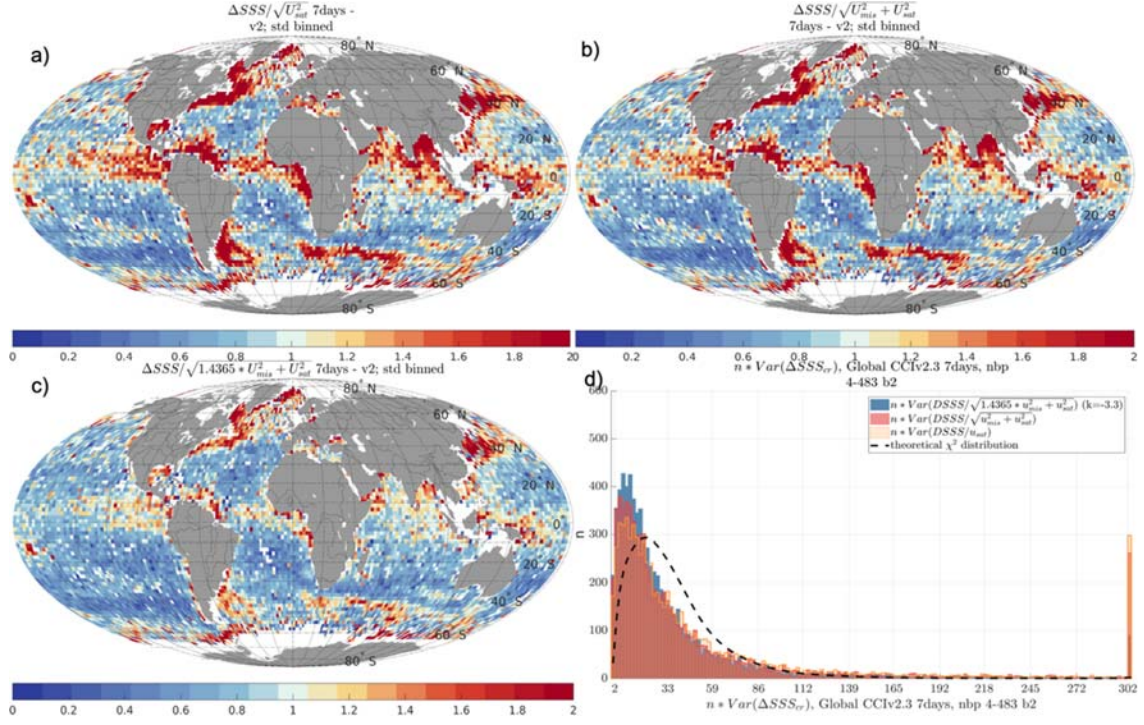 ΔSSS/√U²sat 7days -
v2; std binned
a)
80° N
60° N
40° N
20° N
0°
20° S
40° S
60° S
80° S
0 0.2 0.4 0.6 0.8 1 1.2 1.4 1.6 1.8 2
ΔSSS/√U²mis + U²sat
7days - v2; std binned
b)
80° N
60° N
40° N
20° N
0
20° S
40° S
60° S
80° S
0 0.2 0.4 0.6 0.8 1 1.2 1.4 1.6 1.8 2
ΔSSS/√1.4365 * U²mis + U²sat 7days - v2; std binned
c)
80° N
60° N
40° N
20° N
0
20° S
40° S
60° S
80° S
0 0.2 0.4 0.6 0.8 1 1.2 1.4 1.6 1.8 2
n * Var(ΔSSScr), Global CCIv2.3 7days, nbp
4-483 b2
d)
n * Var(DSSS/√1.4365 * u²mis + u²sat) (k=-3.3)
n * Var(DSSS/√u²mis + u²sat)
n * Var(DSSS/usat)
theoretical χ² distribution
600
500
400
300
200
100
0
n
2 33 59 86 112 139 165 192 218 245 272 302
n * Var(ΔSSScr), Global CCIv2.3 7days, nbp 4-483 b2